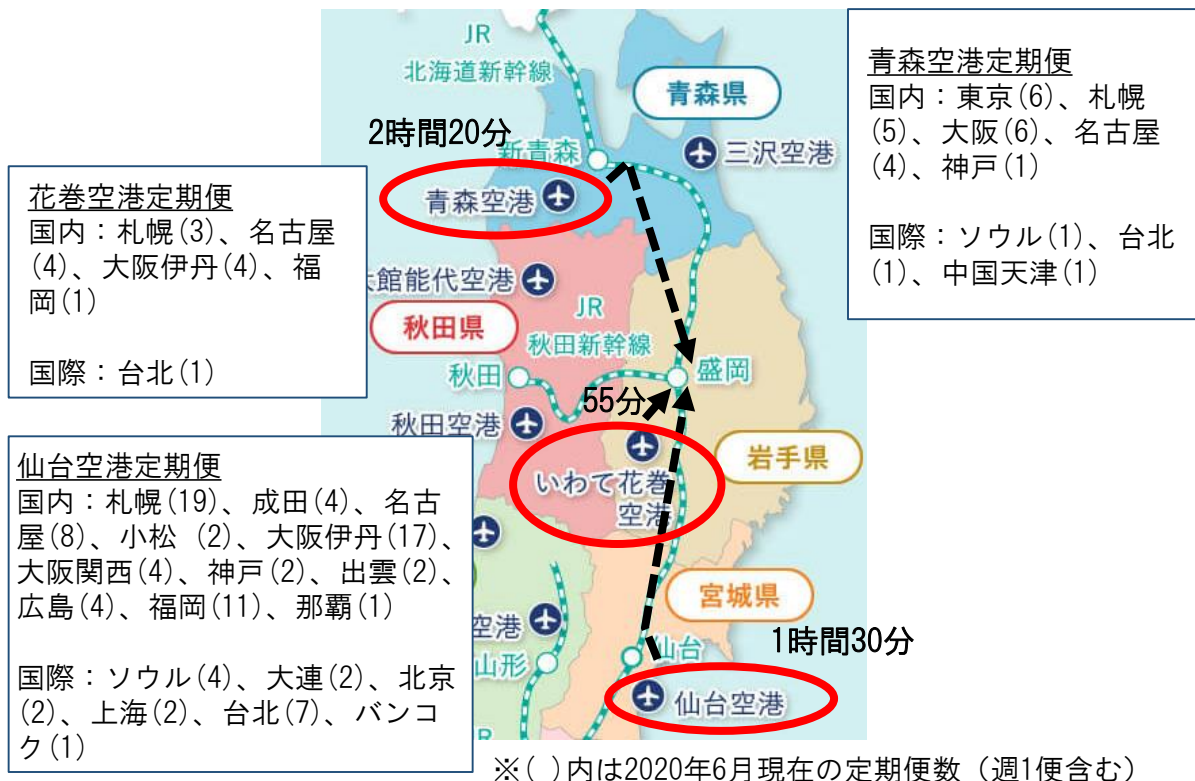 花巻空港定期便
国内：札幌(3)、名古屋
(4)、大阪伊丹(4)、福
岡(1)
国際：台北(1)
仙台空港定期便
国内：札幌(19)、成田(4)、名古
屋(8)、小松 (2)、大阪伊丹(17)、
大阪関西(4)、神戸(2)、出雲(2)、
広島(4)、福岡(11)、那覇(1)
国際：ソウル(4)、大連(2)、北京
(2)、上海(2)、台北(7)、バンコ
ク(1)
青森空港定期便
国内：東京(6)、札幌
(5)、大阪(6)、名古屋
(4)、神戸(1)
国際：ソウル(1)、台北
(1)、中国天津(1)
JR
北海道新幹線
青森県
2時間20分
新青森
三沢空港
青森空港
館能代空港
JR
秋田県
秋田新幹線
秋田
盛岡
55分
秋田空港
岩手県
いわて花巻
空港
宮城県
1時間30分
空港
仙台
山形
仙台空港
R
※( )内は2020年6月現在の定期便数（週1便含む）